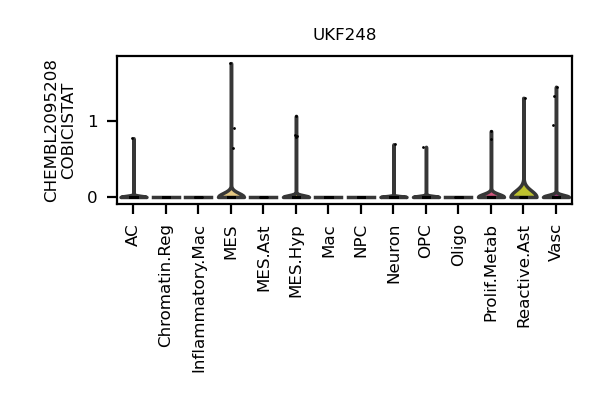 UKF248
CHEMBL2095208
COBICISTAT
1
0
AC
Chromatin.Reg
Inflammatory.Mac
MES
MES.Ast
MES.Hyp
Mac
NPC
Neuron
OPC
Oligo
Prolif.Metab
Reactive.Ast
Vasc